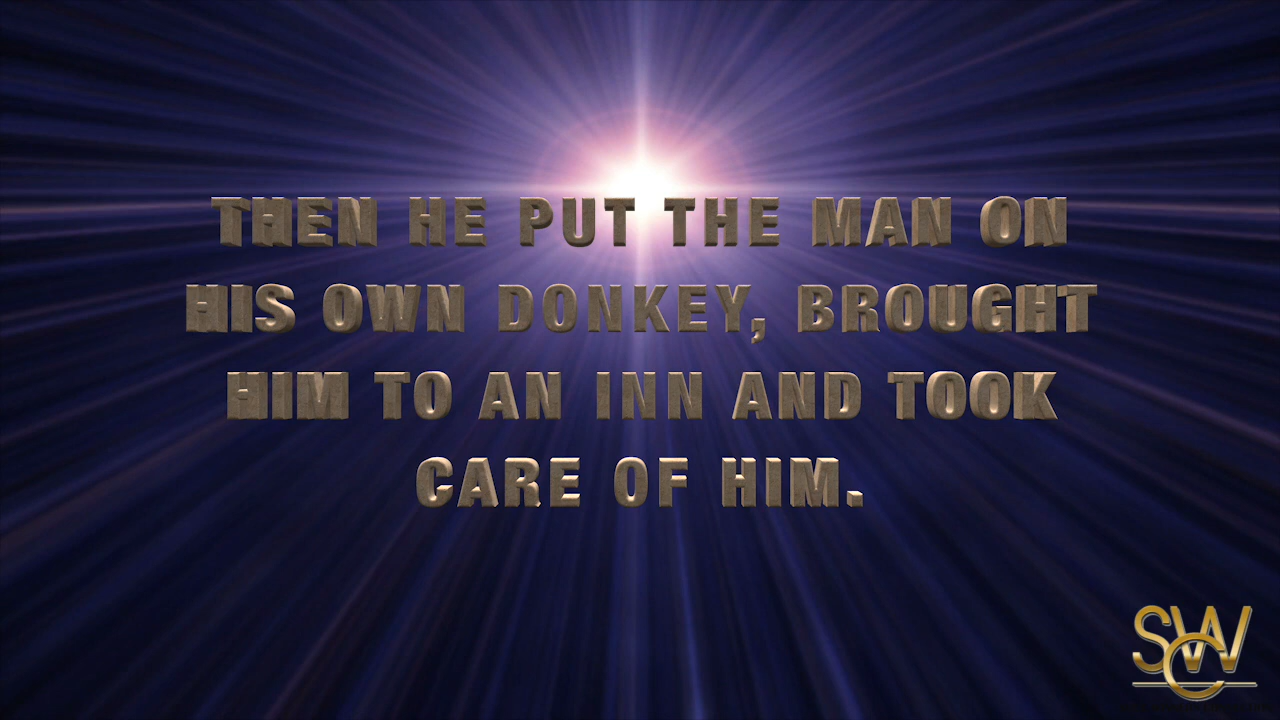 THEN HE PUT THE MAN ON
HIS OWN DONKEY, BROUGHT
HIM TO AN INN AND TOOK
CARE OF HIM.
SCW